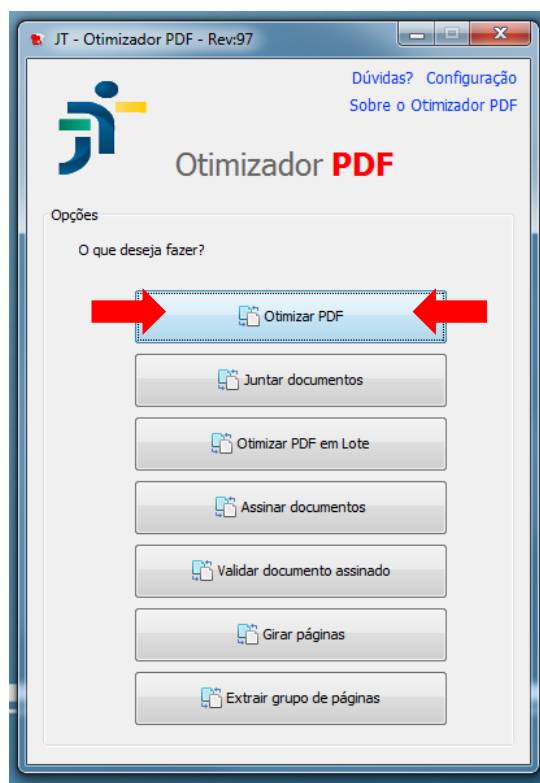 JT - Otimizador PDF - Rev:97
Dúvidas? Configuração
Sobre o Otimizador PDF
Otimizador PDF
Opções
O que deseja fazer?
Otimizar PDF
Juntar documentos
Otimizar PDF em Lote
Assinar documentos
Validar documento assinado
Girar páginas
Extrair grupo de páginas